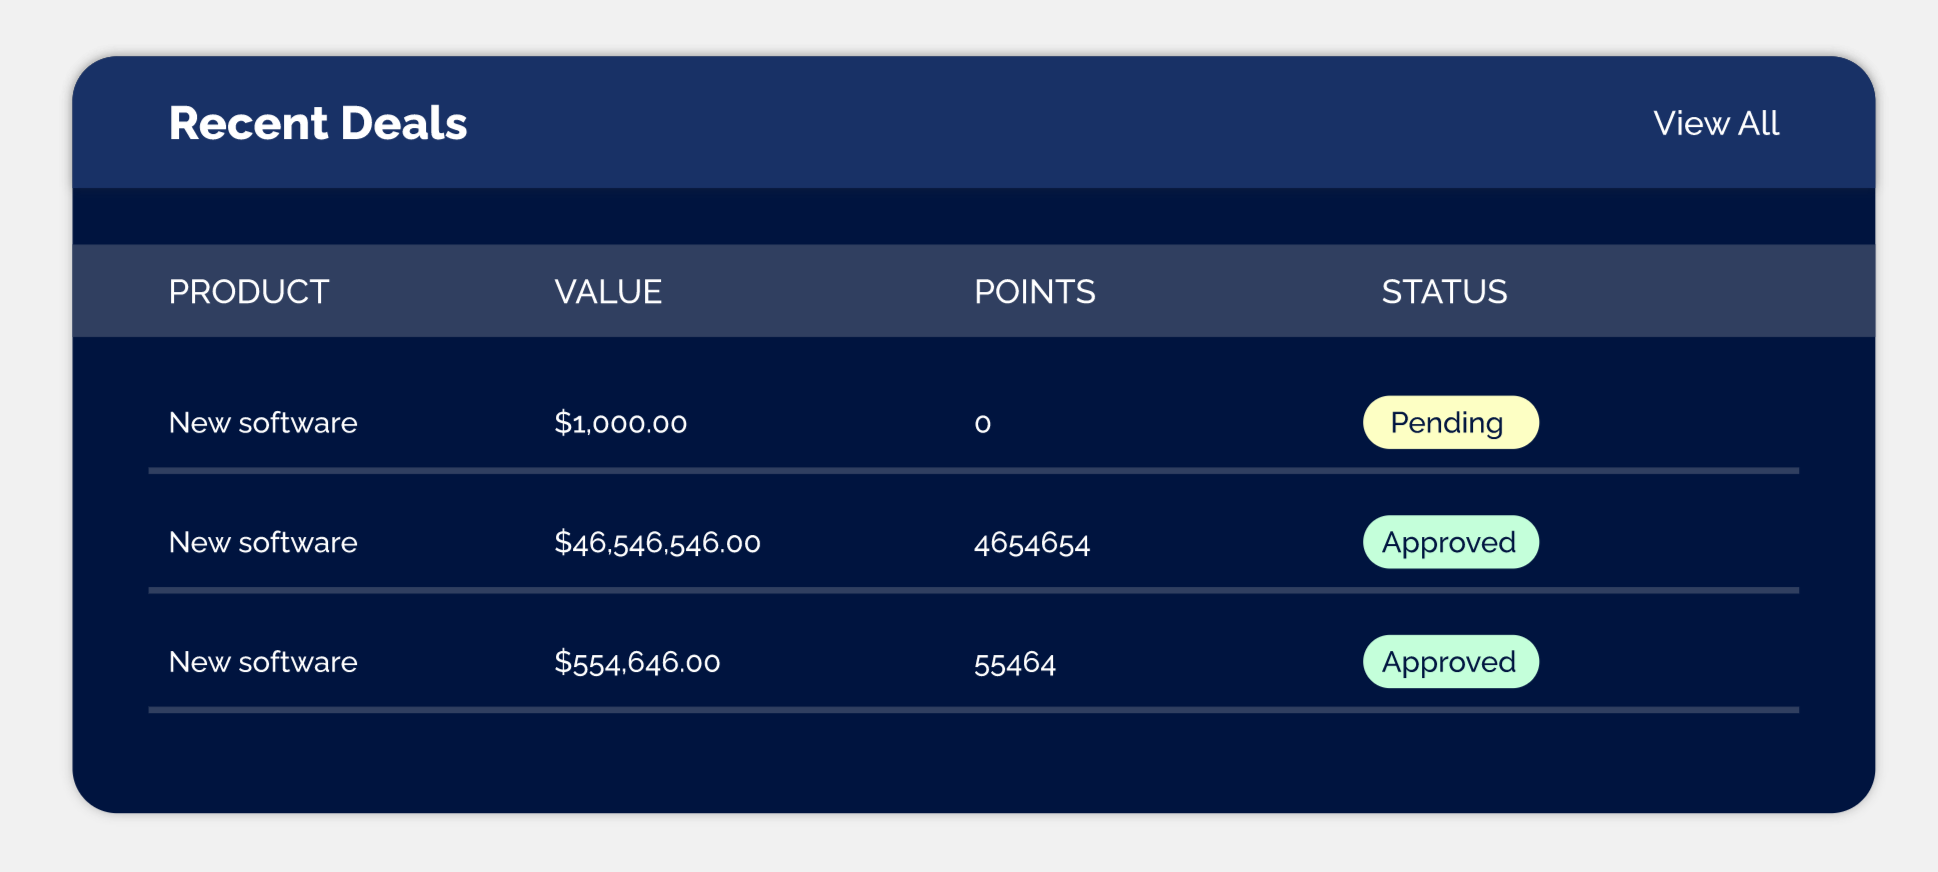 Recent Deals View All
PRODUCT VALUE POINTS STATUS
New software $1,000.00 0 Pending
New software $46,546,546.00 4654654 Approved
New software $554,646.00 55464 Approved